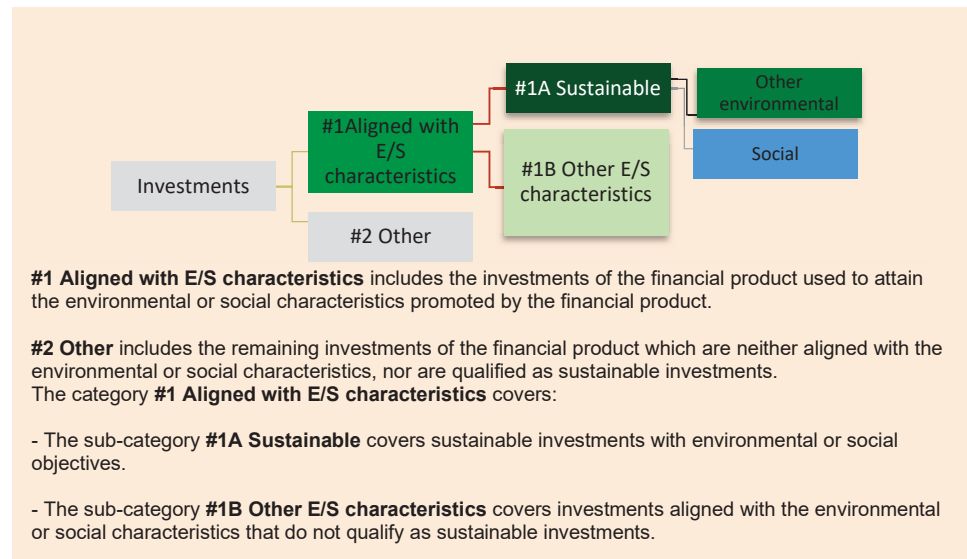 #1A Sustainable
Other
environmental
#1Aligned with
E/S
characteristics
Social
#1B Other E/S
characteristics
Investments
#2 Other
#1 Aligned with E/S characteristics includes the investments of the financial product used to attain
the environmental or social characteristics promoted by the financial product.
#2 Other includes the remaining investments of the financial product which are neither aligned with the
environmental or social characteristics, nor are qualified as sustainable investments.
The category #1 Aligned with E/S characteristics covers:
- The sub-category #1A Sustainable covers sustainable investments with environmental or social
objectives.
- The sub-category #1B Other E/S characteristics covers investments aligned with the environmental
or social characteristics that do not qualify as sustainable investments.